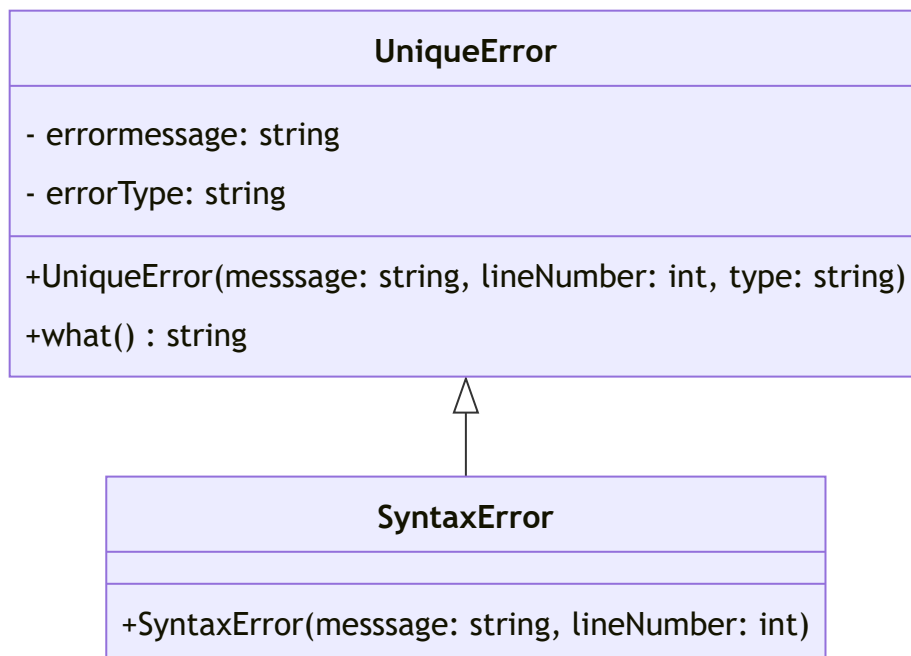 UniqueError
- errormessage: string
- errorType: string
+UniqueError(messsage: string, lineNumber: int, type: string)
+what() : string
SyntaxError
+SyntaxError(messsage: string, lineNumber: int)